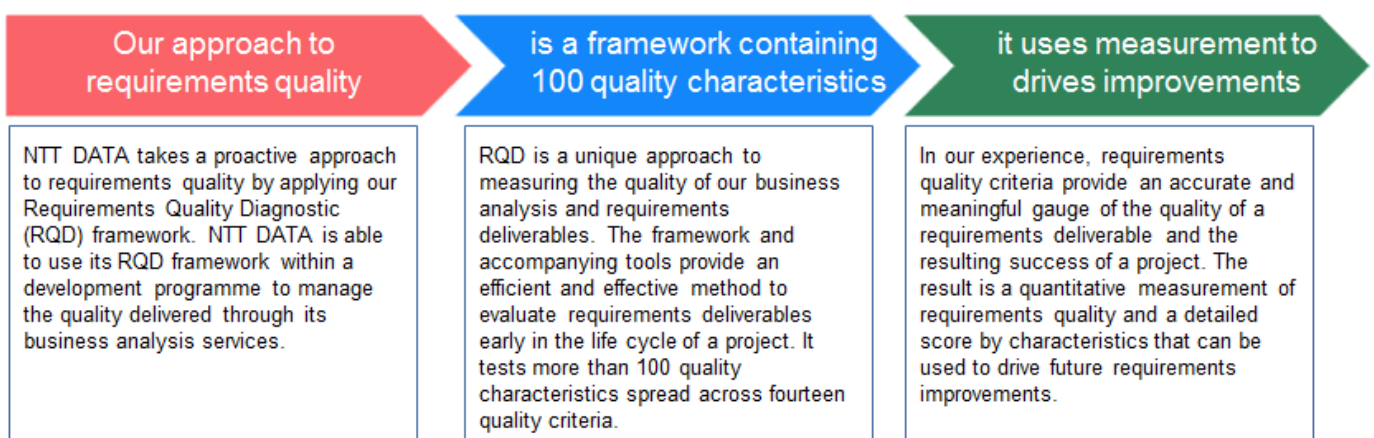 Our approach to
requirements quality
is a framework containing
100 quality characteristics
it uses measurement to
drives improvements
NTT DATA takes a proactive approach
to requirements quality by applying our
Requirements Quality Diagnostic
(RQD) framework. NTT DATA is able
to use its RQD framework within a
development programme to manage
the quality delivered through its
business analysis services.
RQD is a unique approach to
measuring the quality of our business
analysis and requirements
deliverables. The framework and
accompanying tools provide an
efficient and effective method to
evaluate requirements deliverables
early in the life cycle of a project. It
tests more than 100 quality
characteristics spread across fourteen
quality criteria.
In our experience, requirements
quality criteria provide an accurate and
meaningful gauge of the quality of a
requirements deliverable and the
resulting success of a project. The
result is a quantitative measurement of
requirements quality and a detailed
score by characteristics that can be
used to drive future requirements
improvements.